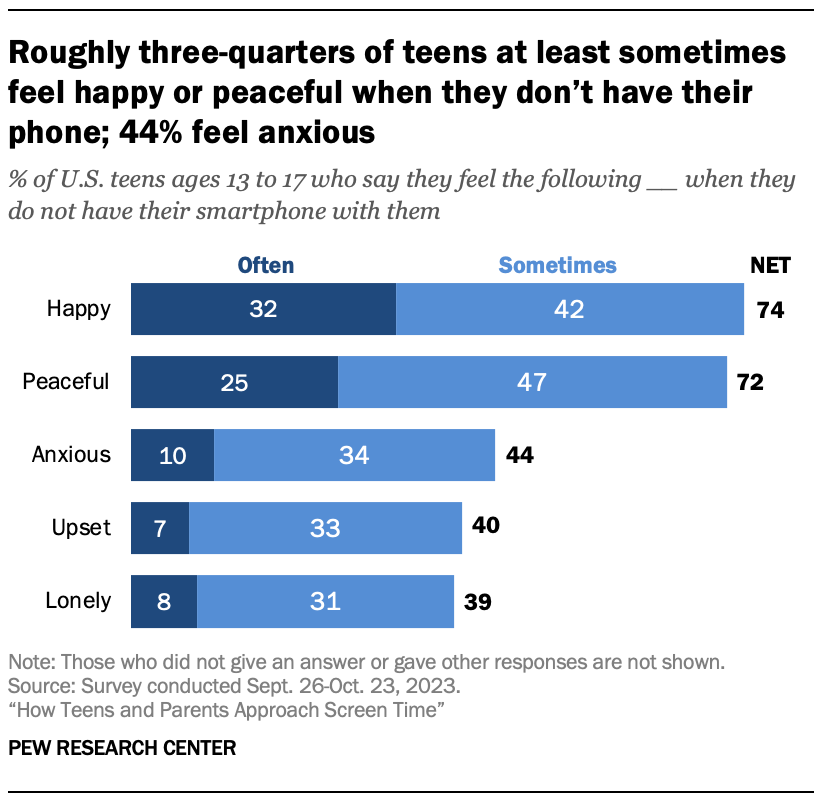 Roughly three-quarters of teens at least sometimes
feel happy or peaceful when they don’t have their
phone; 44% feel anxious
% of U.S. teens ages 13 to 17 who say they feel the following __ when they
do not have their smartphone with them
Often Sometimes NET
Happy 32 42 74
Peaceful 25 47 72
Anxious 10 34 44
Upset 7 33 40
Lonely 8 31 39
Note: Those who did not give an answer or gave other responses are not shown.
Source: Survey conducted Sept. 26-Oct. 23, 2023.
“How Teens and Parents Approach Screen Time”
PEW RESEARCH CENTER